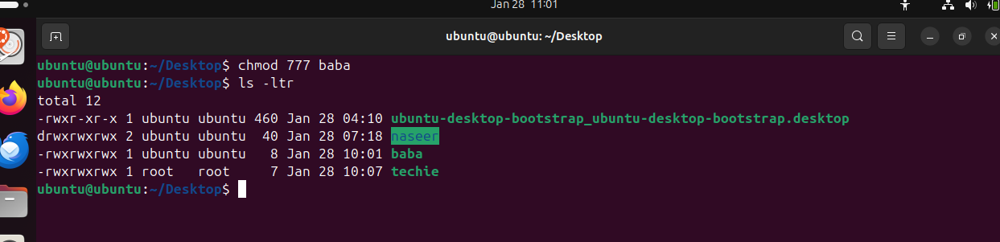 Jan 28 11:01
ubuntu@ubuntu: ~/Desktop
ubuntu@ubuntu:~/Desktop$ chmod 777 baba
ubuntu@ubuntu:~/Desktop$ ls -ltr
total 12
-rwxr-xr-x 1 ubuntu ubuntu 460 Jan 28 04:10 ubuntu-desktop-bootstrap_ubuntu-desktop-bootstrap.desktop
drwxrwxrwx 2 ubuntu ubuntu  40 Jan 28 07:18 naseer
-rwxrwxrwx 1 ubuntu ubuntu   8 Jan 28 10:01 baba
-rwxrwxrwx 1 root   root     7 Jan 28 10:07 techie
ubuntu@ubuntu:~/Desktop$